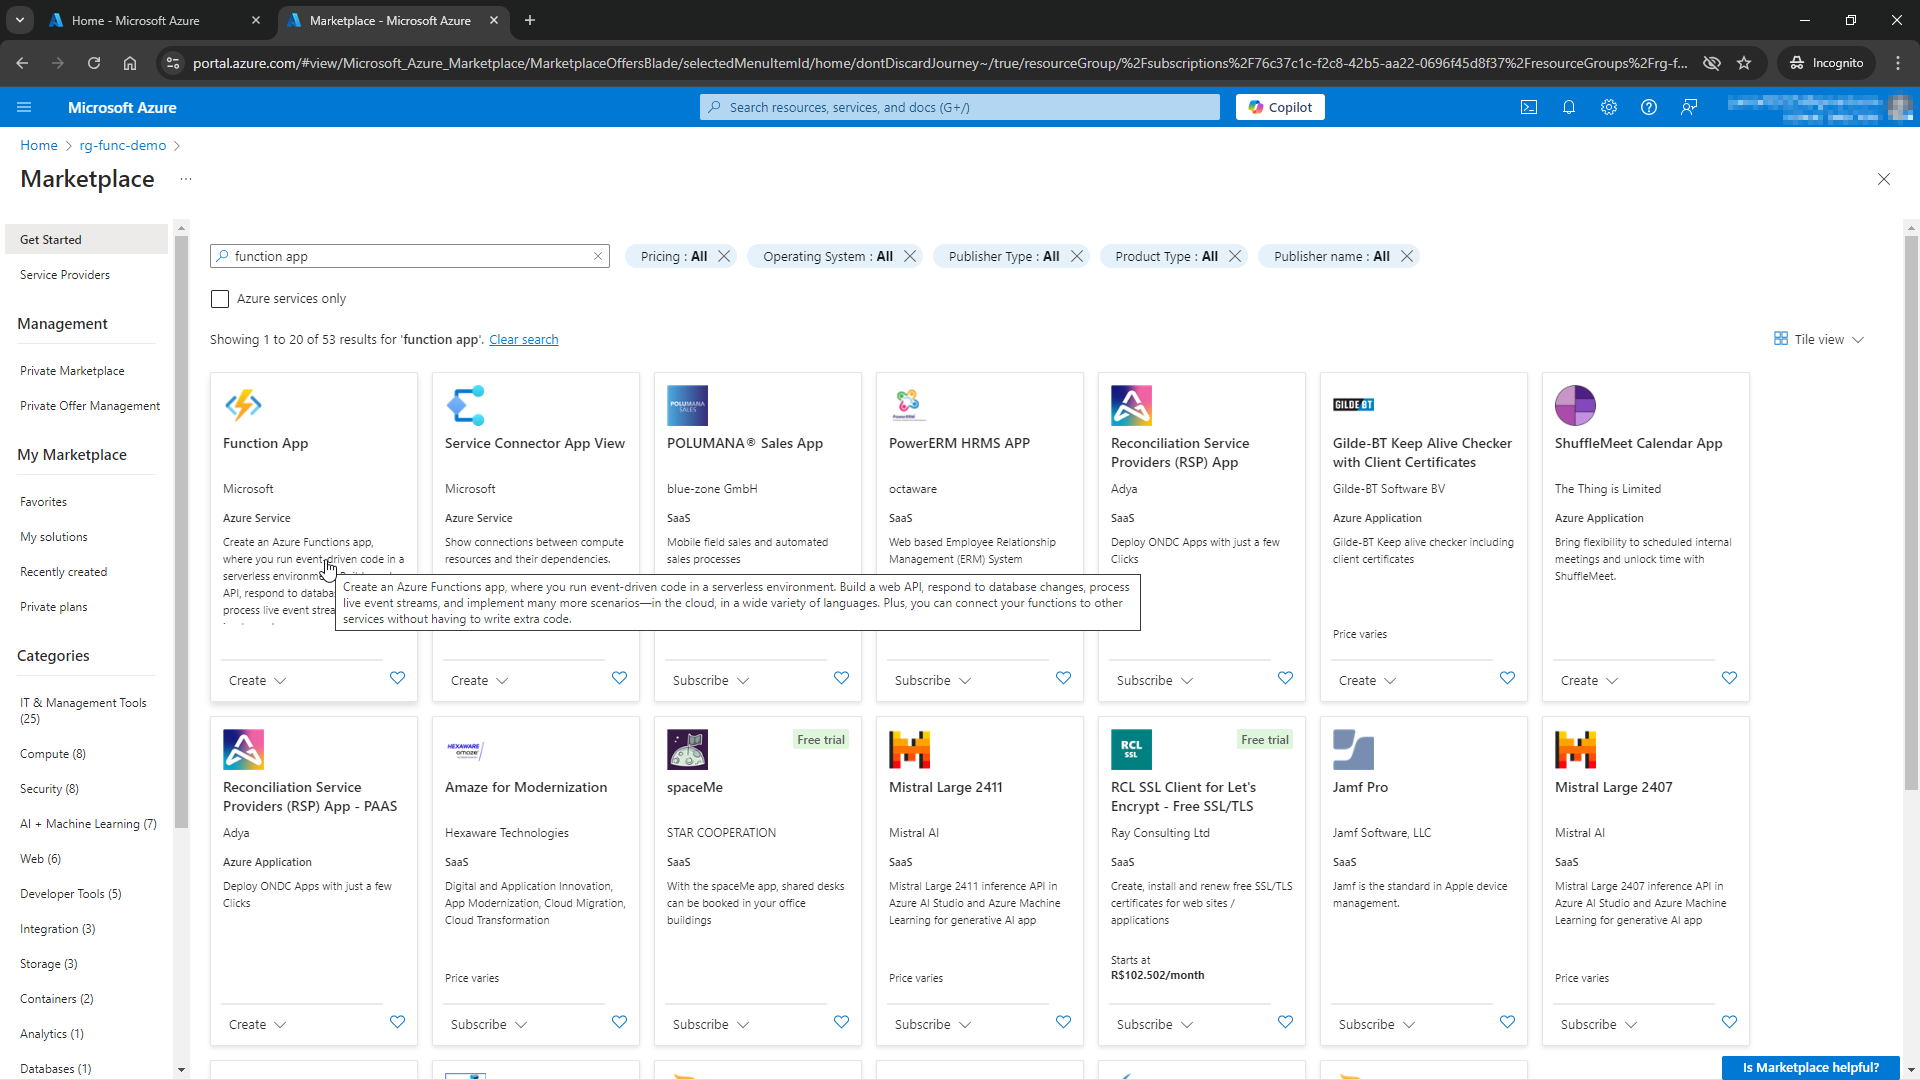 Home - Microsoft Azure
Marketplace - Microsoft Azure
portal.azure.com/#view/Microsoft_Azure_Marketplace/MarketplaceOffersBlade/selectedMenuItemId/home/dontDiscardJourney~/true/resourceGroup/%2Fsubscriptions%2F76c37c1c-f2c8-42b5-aa22-0696f45d8f37%2FresourceGroups%2Frg-f...
Incognito
Microsoft Azure
Search resources, services, and docs (G+/)
Copilot
Home > rg-func-demo >
Marketplace ...
Get Started
Service Providers
Management
Private Marketplace
Private Offer Management
My Marketplace
Favorites
My solutions
Recently created
Private plans
Categories
IT & Management Tools
(25)
Compute (8)
Security (8)
AI + Machine Learning (7)
Web (6)
Developer Tools (5)
Integration (3)
Storage (3)
Containers (2)
Analytics (1)
Databases (1)
function app
Pricing : All
Operating System : All
Publisher Type : All
Product Type : All
Publisher name : All
Azure services only
Showing 1 to 20 of 53 results for 'function app'. Clear search
Tile view
Function App
Microsoft
Azure Service
Create an Azure Functions app,
where you run event-driven code in a
serverless environm
API, respond to databa
process live event strea
Create
Service Connector App View
Microsoft
Azure Service
Show connections between compute
resources and their dependencies.
Create
POLUMANA
SALES
POLUMANA® Sales App
blue-zone GmbH
SaaS
Mobile field sales and automated
sales processes
Subscribe
PowerERM
PowerERM HRMS APP
octaware
SaaS
Web based Employee Relationship
Management (ERM) System
Subscribe
Reconciliation Service
Providers (RSP) App
Adya
SaaS
Deploy ONDC Apps with just a few
Clicks
Subscribe
GILDE BT
Gilde-BT Keep Alive Checker
with Client Certificates
Gilde-BT Software BV
Azure Application
Gilde-BT Keep alive checker including
client certificates
Price varies
Create
ShuffleMeet Calendar App
The Thing is Limited
Azure Application
Bring flexibility to scheduled internal
meetings and unlock time with
ShuffleMeet.
Create
Create an Azure Functions app, where you run event-driven code in a serverless environment. Build a web API, respond to database changes, process
live event streams, and implement many more scenarios—in the cloud, in a wide variety of languages. Plus, you can connect your functions to other
services without having to write extra code.
Reconciliation Service
Providers (RSP) App - PAAS
Adya
Azure Application
Deploy ONDC Apps with just a few
Clicks
Create
HEXAWARE
amaze
Amaze for Modernization
Hexaware Technologies
SaaS
Digital and Application Innovation,
App Modernization, Cloud Migration,
Cloud Transformation
Price varies
Subscribe
Free trial
spaceMe
STAR COOPERATION
SaaS
With the spaceMe app, shared desks
can be booked in your office
buildings
Subscribe
Mistral Large 2411
Mistral AI
SaaS
Mistral Large 2411 inference API in
Azure AI Studio and Azure Machine
Learning for generative AI app
Price varies
Subscribe
RCL
SSL
Free trial
RCL SSL Client for Let's
Encrypt - Free SSL/TLS
Ray Consulting Ltd
SaaS
Create, install and renew free SSL/TLS
certificates for web sites /
applications
Starts at
R$102.502/month
Subscribe
Jamf Pro
Jamf Software, LLC
SaaS
Jamf is the standard in Apple device
management.
Subscribe
Mistral Large 2407
Mistral AI
SaaS
Mistral Large 2407 inference API in
Azure AI Studio and Azure Machine
Learning for generative AI app
Price varies
Subscribe
Is Marketplace helpful?